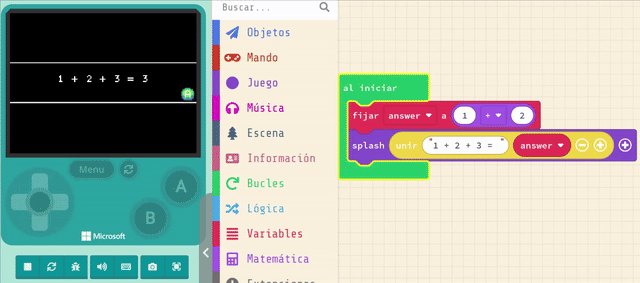 1 + 2 + 3 = 3
A
Menu
A
B
Microsoft
Buscar...
Objetos
Mando
Juego
Música
Escena
Información
Bucles
Lógica
Variables
Matemática
Extensiones
al iniciar
fijar answer a 1 + 2
splash unir "1 + 2 + 3 = " answer